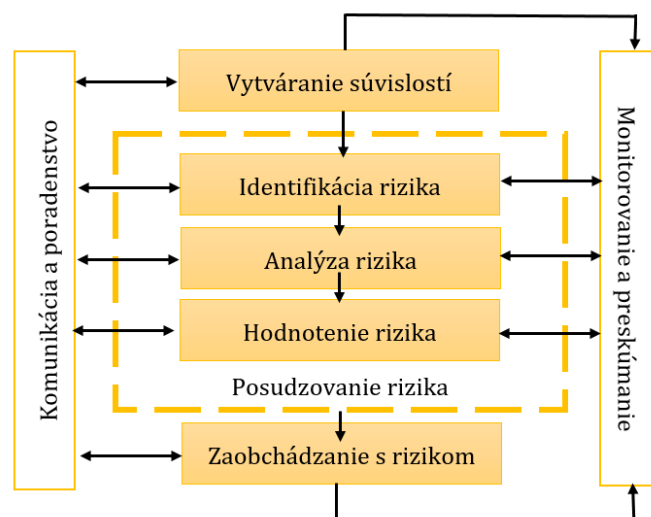 Vytváranie súvislostí
Komunikácia a poradenstvo
Monitorovanie a preskúmanie
Identifikácia rizika
Analýza rizika
Hodnotenie rizika
Posudzovanie rizika
Zaobchádzanie s rizikom